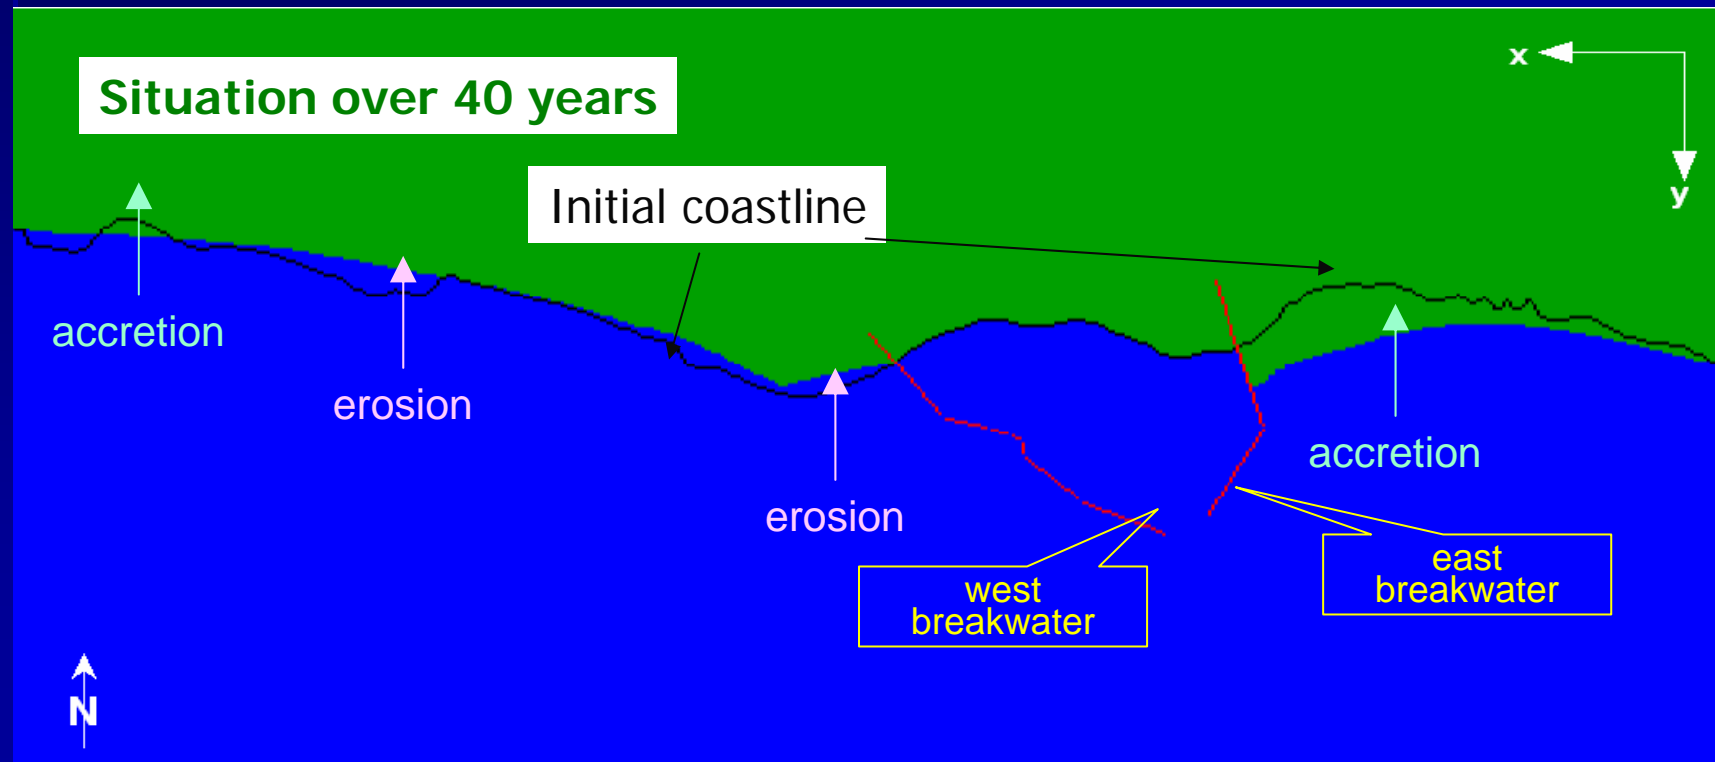 x
Situation over 40 years
y
Initial coastline
accretion
erosion
accretion
erosion
east
breakwater
west
breakwater
N